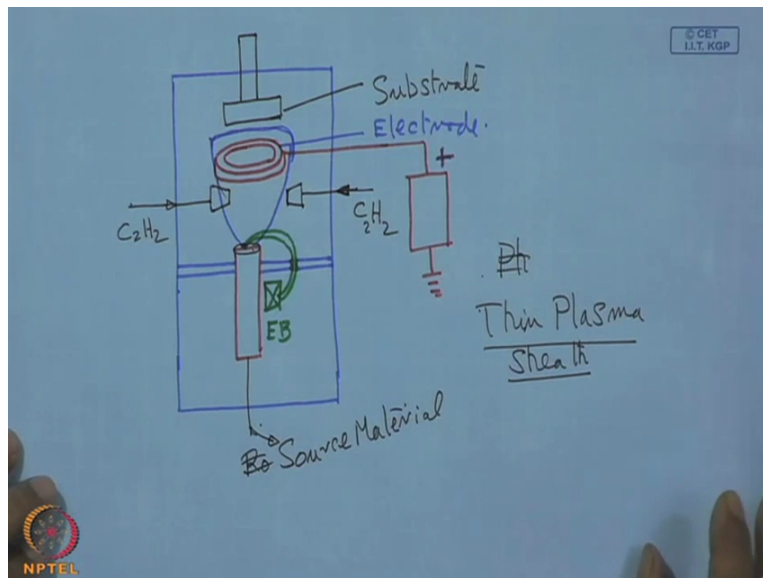 © CET
I.I.T. KGP
Substrate
Electrode.
+
C2H2
C2H2
EB
Thin Plasma
Sheath
Source Material
NPTEL